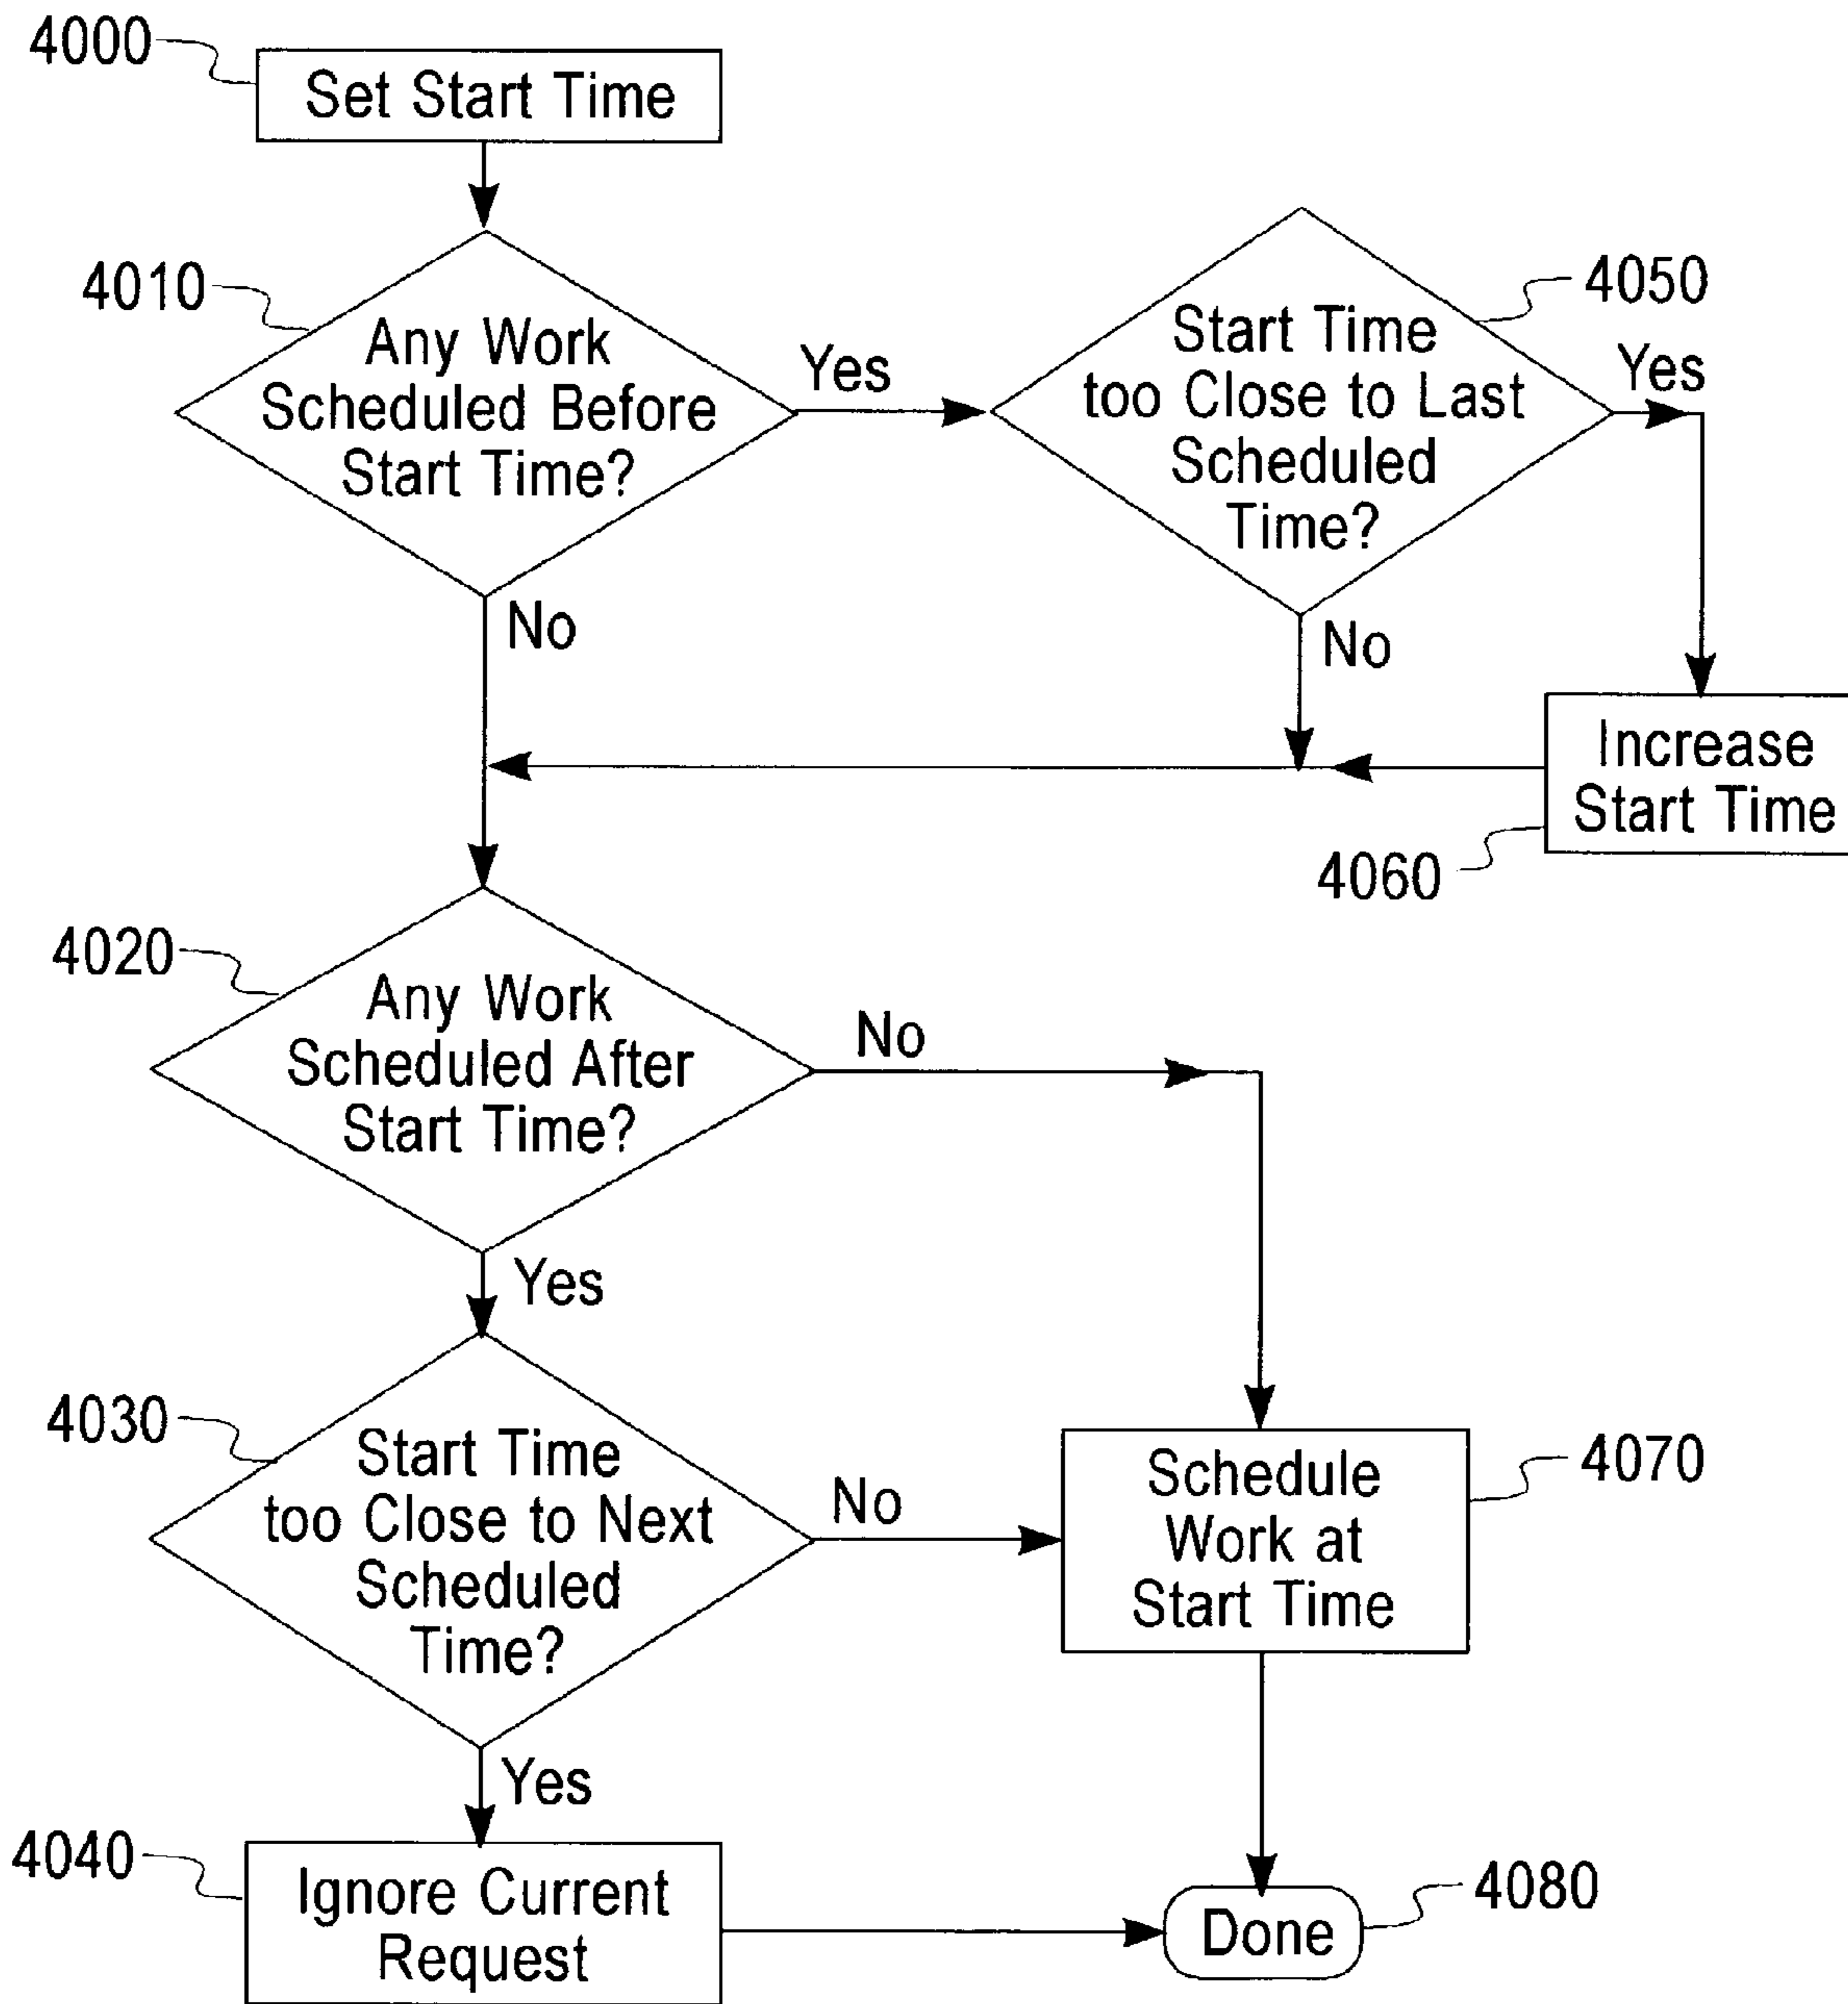 4000
Set Start Time
4010
Any Work
Scheduled Before
Start Time?
Yes
No
4050
Start Time
too Close to Last
Scheduled
Time?
Yes
No
Increase
Start Time
4060
4020
Any Work
Scheduled After
Start Time?
No
Yes
4030
Start Time
too Close to Next
Scheduled
Time?
No
Yes
Schedule
Work at
Start Time
4070
4040
Ignore Current
Request
Done
4080